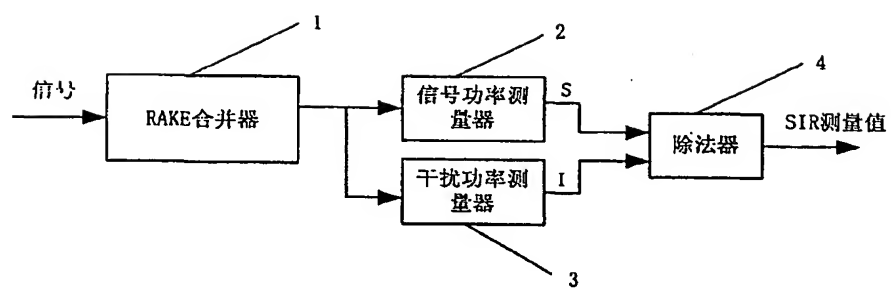 1
2
4
信号
RAKE合并器
信号功率测
量器
S
SIR测量值
除法器
干扰功率测
量器
I
3